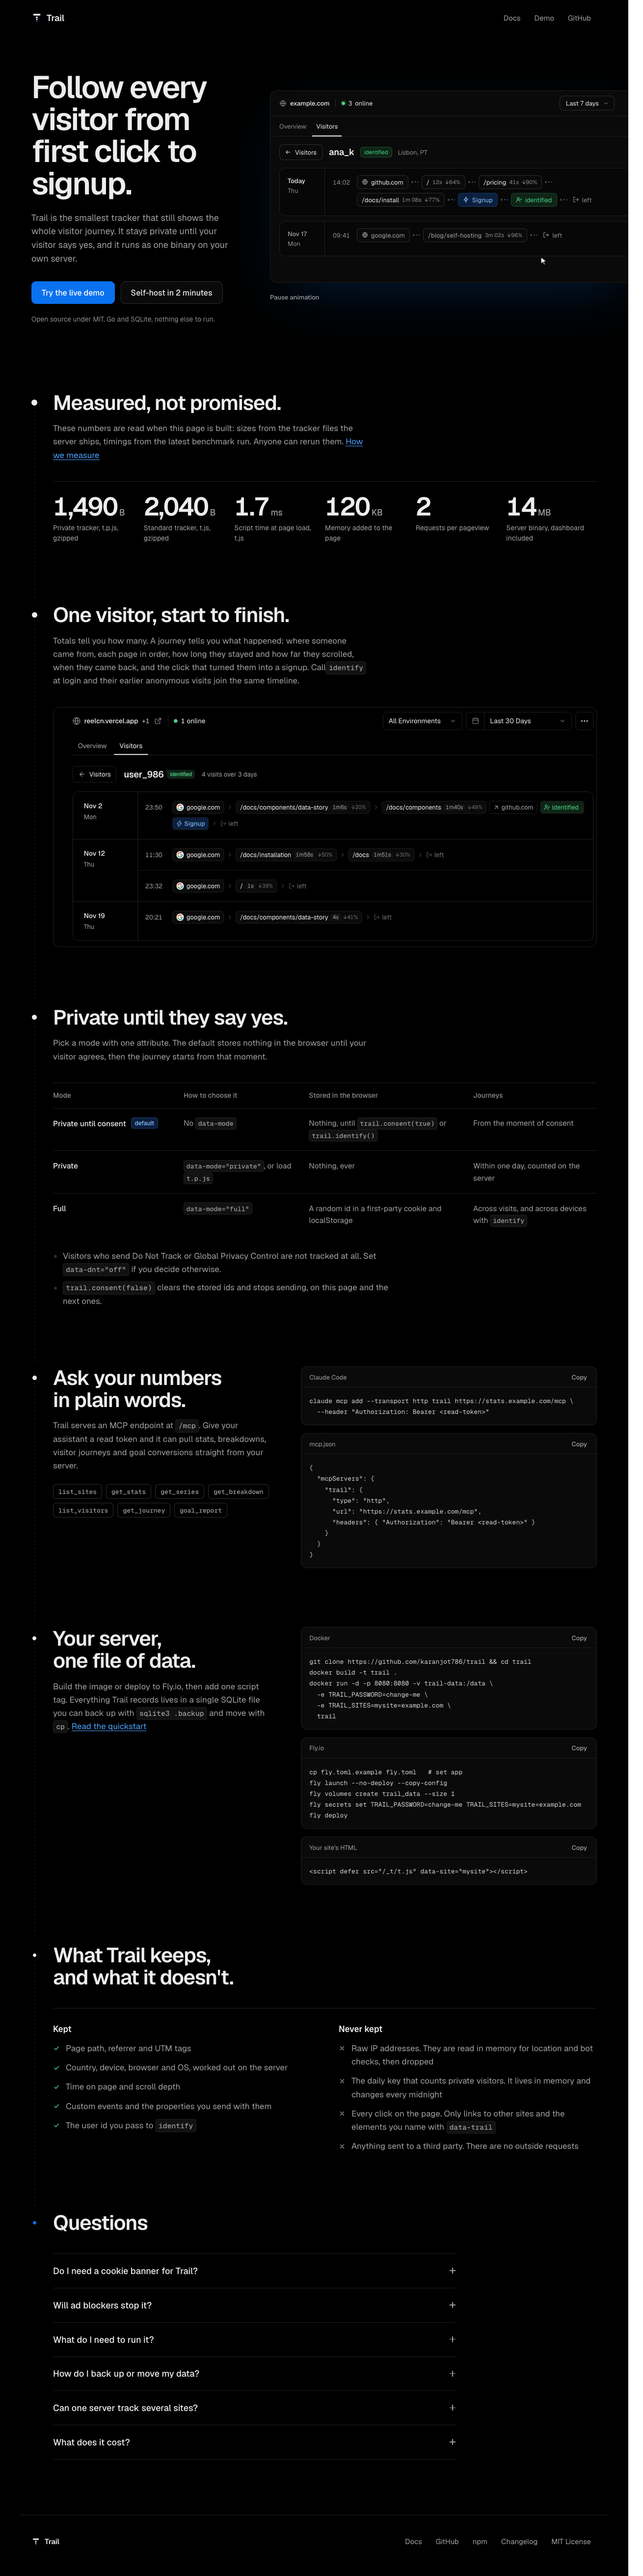 Trail
Docs Demo GitHub
Follow every
visitor from
first click to
signup.
Trail is the smallest tracker that still shows the
whole visitor journey. It stays private until your
visitor says yes, and it runs as one binary on your
own server.
Try the live demo Self-host in 2 minutes
Open source under MIT. Go and SQLite, nothing else to run.
example.com 3 online Last 7 days
Overview Visitors
Visitors ana_k identified Lisbon, PT
Today
Thu
14:02 github.com / 12s ↓64% /pricing 41s ↓90%
/docs/install 1m 08s ↓77% Signup identified left
Nov 17
Mon
09:41 google.com /blog/self-hosting 3m 02s ↓96% left
Pause animation
Measured, not promised.
These numbers are read when this page is built: sizes from the tracker files the
server ships, timings from the latest benchmark run. Anyone can rerun them. How
we measure
1,490 B
Private tracker, t.p.js,
gzipped
2,040 B
Standard tracker, t.js,
gzipped
1.7 ms
Script time at page load,
t.js
120 KB
Memory added to the
page
2
Requests per pageview
14 MB
Server binary, dashboard
included
One visitor, start to finish.
Totals tell you how many. A journey tells you what happened: where someone
came from, each page in order, how long they stayed and how far they scrolled,
when they came back, and the click that turned them into a signup. Call identify
at login and their earlier anonymous visits join the same timeline.
reelcn.vercel.app +1 1 online All Environments Last 30 Days
Overview Visitors
Visitors user_986 identified 4 visits over 3 days
Nov 2
Mon
23:50 google.com /docs/components/data-story 1m6s ↓20% /docs/components 1m40s ↓49% github.com identified
Signup left
Nov 12
Thu
11:30 google.com /docs/installation 1m58s ↓50% /docs 1m51s ↓30% left
23:32 google.com / 1s ↓39% left
Nov 19
Thu
20:21 google.com /docs/components/data-story 4s ↓41% left
Private until they say yes.
Pick a mode with one attribute. The default stores nothing in the browser until your
visitor agrees, then the journey starts from that moment.
Mode How to choose it Stored in the browser Journeys
Private until consent default No data-mode Nothing, until trail.consent(true) or
trail.identify() From the moment of consent
Private data-mode="private", or load
t.p.js Nothing, ever Within one day, counted on the
server
Full data-mode="full" A random id in a first-party cookie and
localStorage Across visits, and across devices
with identify
Visitors who send Do Not Track or Global Privacy Control are not tracked at all. Set
data-dnt="off" if you decide otherwise.
trail.consent(false) clears the stored ids and stops sending, on this page and the
next ones.
Ask your numbers
in plain words.
Trail serves an MCP endpoint at /mcp. Give your
assistant a read token and it can pull stats, breakdowns,
visitor journeys and goal conversions straight from your
server.
list_sites get_stats get_series get_breakdown
list_visitors get_journey goal_report
Claude Code Copy
claude mcp add --transport http trail https://stats.example.com/mcp \
--header "Authorization: Bearer <read-token>"
mcp.json Copy
{
"mcpServers": {
"trail": {
"type": "http",
"url": "https://stats.example.com/mcp",
"headers": { "Authorization": "Bearer <read-token>" }
}
}
}
Your server,
one file of data.
Build the image or deploy to Fly.io, then add one script
tag. Everything Trail records lives in a single SQLite file
you can back up with sqlite3 .backup and move with
cp. Read the quickstart
Docker Copy
git clone https://github.com/karanjot786/trail && cd trail
docker build -t trail .
docker run -d -p 8080:8080 -v trail-data:/data \
-e TRAIL_PASSWORD=change-me \
-e TRAIL_SITES=mysite=example.com \
trail
Fly.io Copy
cp fly.toml.example fly.toml # set app
fly launch --no-deploy --copy-config
fly volumes create trail_data --size 1
fly secrets set TRAIL_PASSWORD=change-me TRAIL_SITES=mysite=example.com
fly deploy
Your site's HTML Copy
<script defer src="/_t/t.js" data-site="mysite"></script>
What Trail keeps,
and what it doesn't.
Kept
Page path, referrer and UTM tags
Country, device, browser and OS, worked out on the server
Time on page and scroll depth
Custom events and the properties you send with them
The user id you pass to identify
Never kept
Raw IP addresses. They are read in memory for location and bot
checks, then dropped
The daily key that counts private visitors. It lives in memory and
changes every midnight
Every click on the page. Only links to other sites and the
elements you name with data-trail
Anything sent to a third party. There are no outside requests
Questions
Do I need a cookie banner for Trail?
Will ad blockers stop it?
What do I need to run it?
How do I back up or move my data?
Can one server track several sites?
What does it cost?
Trail
Docs GitHub npm Changelog MIT License